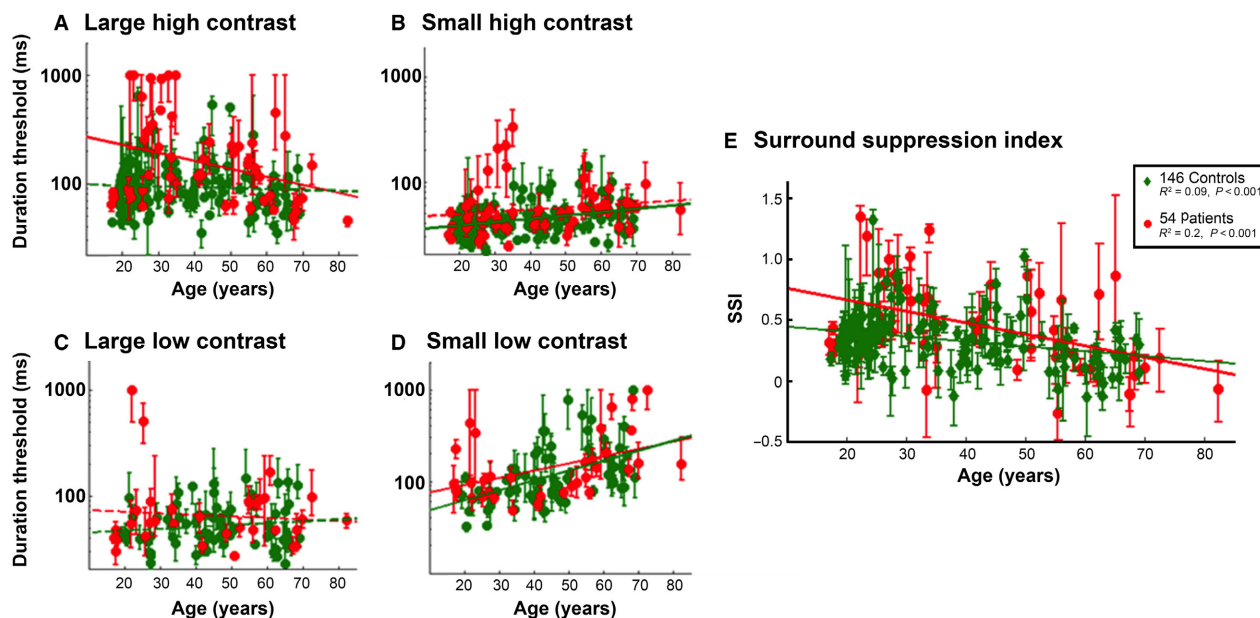 A Large high contrast
Duration threshold (ms)
1000
100
20 30 40 50 60 70 80
Age (years)
B Small high contrast
1000
100
20 30 40 50 60 70 80
Age (years)
C Large low contrast
Duration threshold (ms)
1000
100
20 30 40 50 60 70 80
Age (years)
D Small low contrast
1000
100
20 30 40 50 60 70 80
Age (years)
E Surround suppression index
SSI
1.5
1.0
0.5
0
–0.5
20 30 40 50 60 70 80
Age (years)
146 Controls
R² = 0.09, P < 0.001
54 Patients
R² = 0.2, P < 0.001